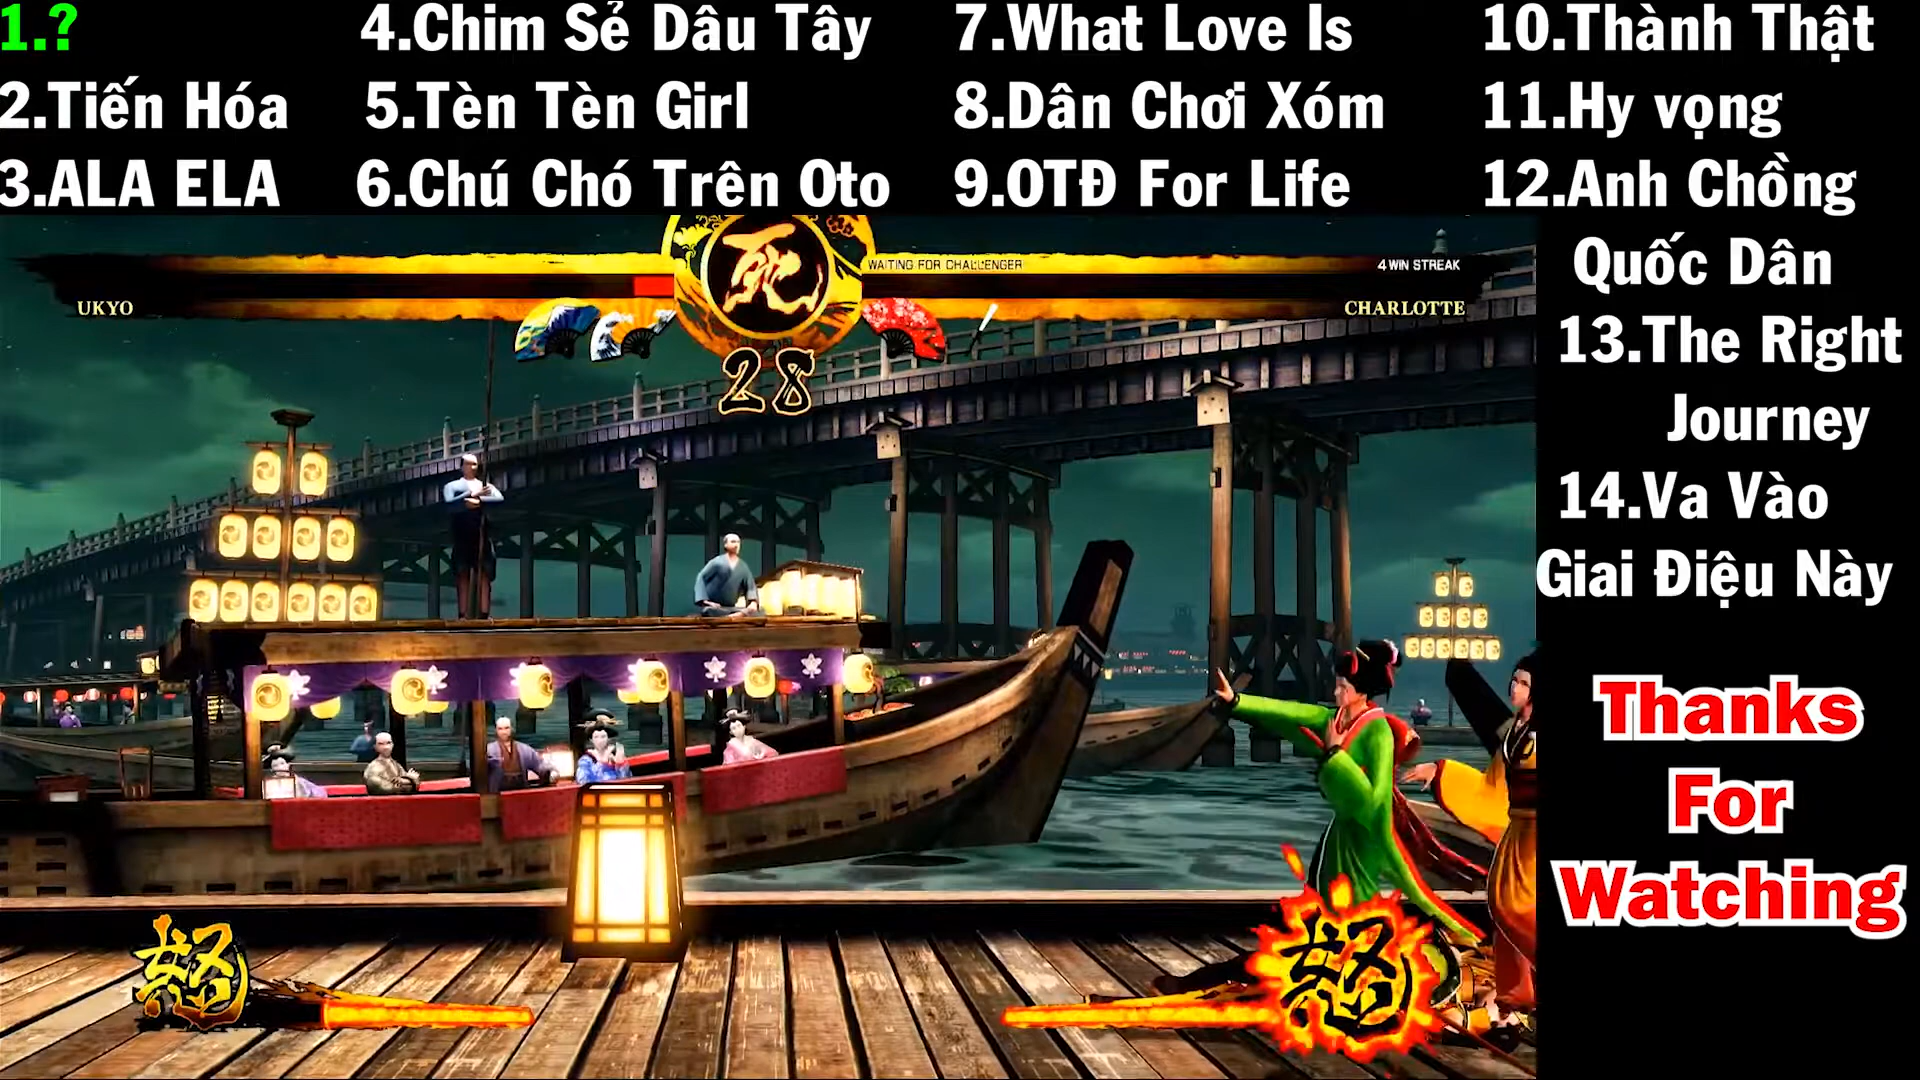 1.?
2.Tiến Hóa
3.ALA ELA
4.Chim Sẻ Dâu Tây
5.Tèn Tèn Girl
6.Chú Chó Trên Oto
7.What Love Is
8.Dân Chơi Xóm
9.OTĐ For Life
10.Thành Thật
11.Hy vọng
12.Anh Chồng
Quốc Dân
13.The Right
Journey
14.Va Vào
Giai Điệu Này
Thanks
For
Watching
死
WAITING FOR CHALLENGER
4 WIN STREAK
UKYO
CHARLOTTE
28
怒
怒